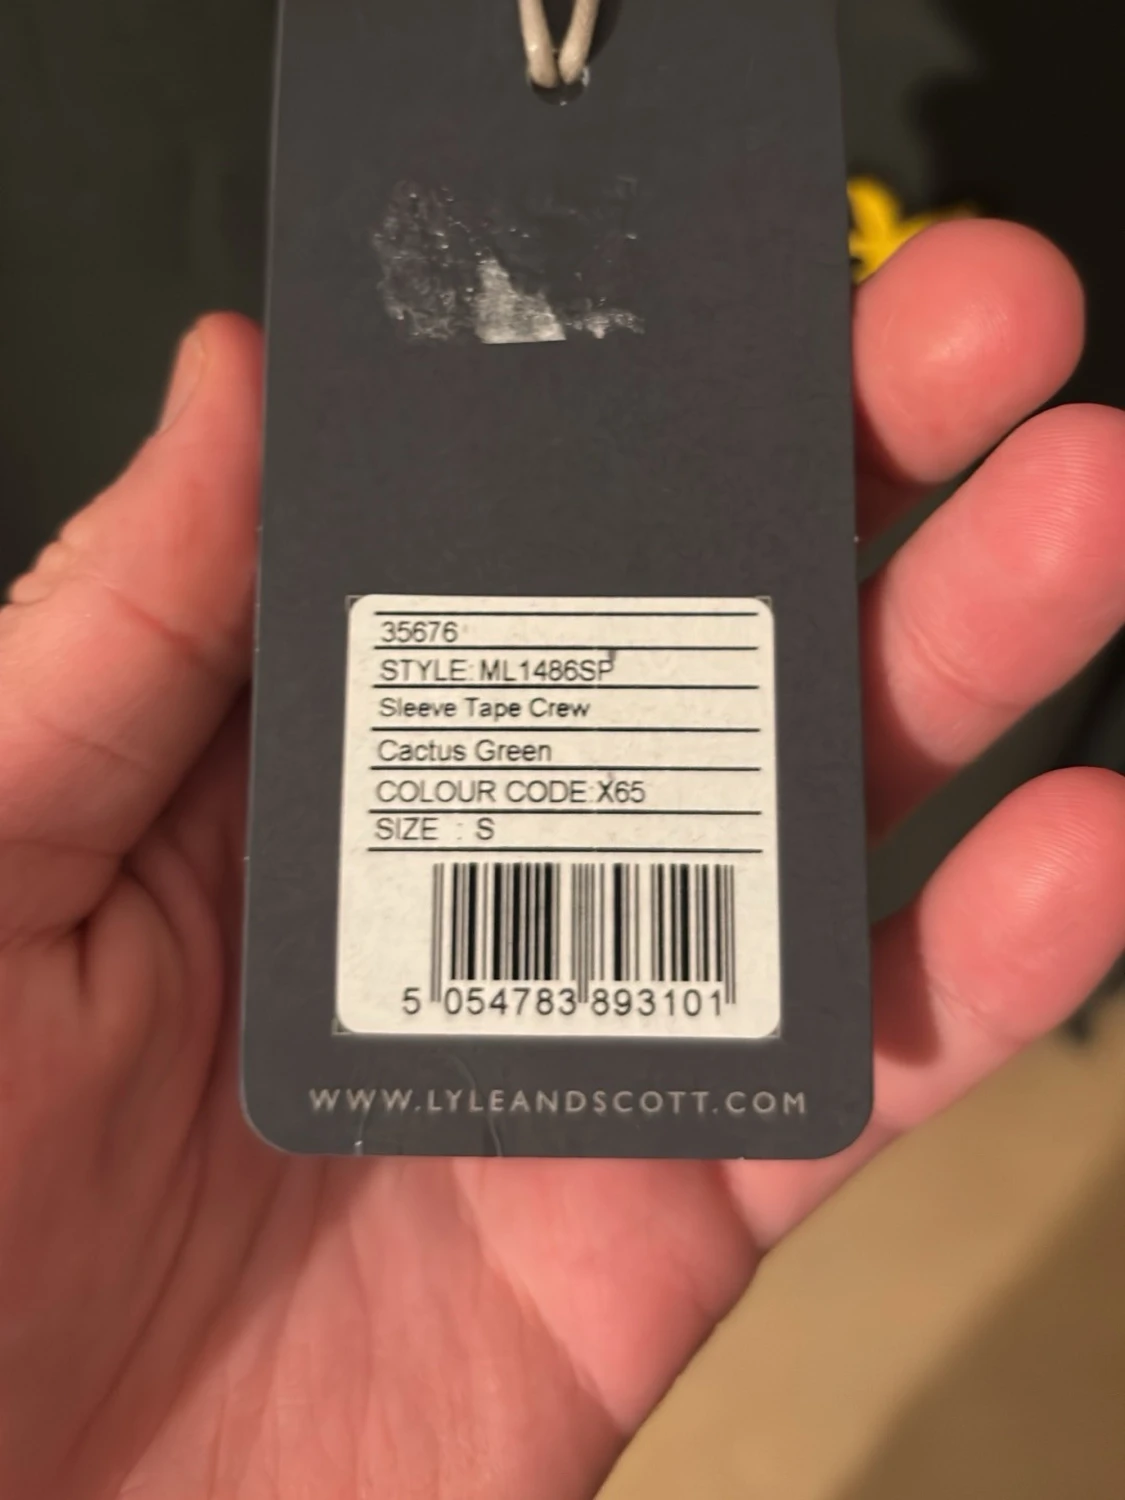 35676
STYLE: ML1486SP
Sleeve Tape Crew
Cactus Green
COLOUR CODE:X65
SIZE : S
5 054783 893101
WWW.LYLEANDSCOTT.COM